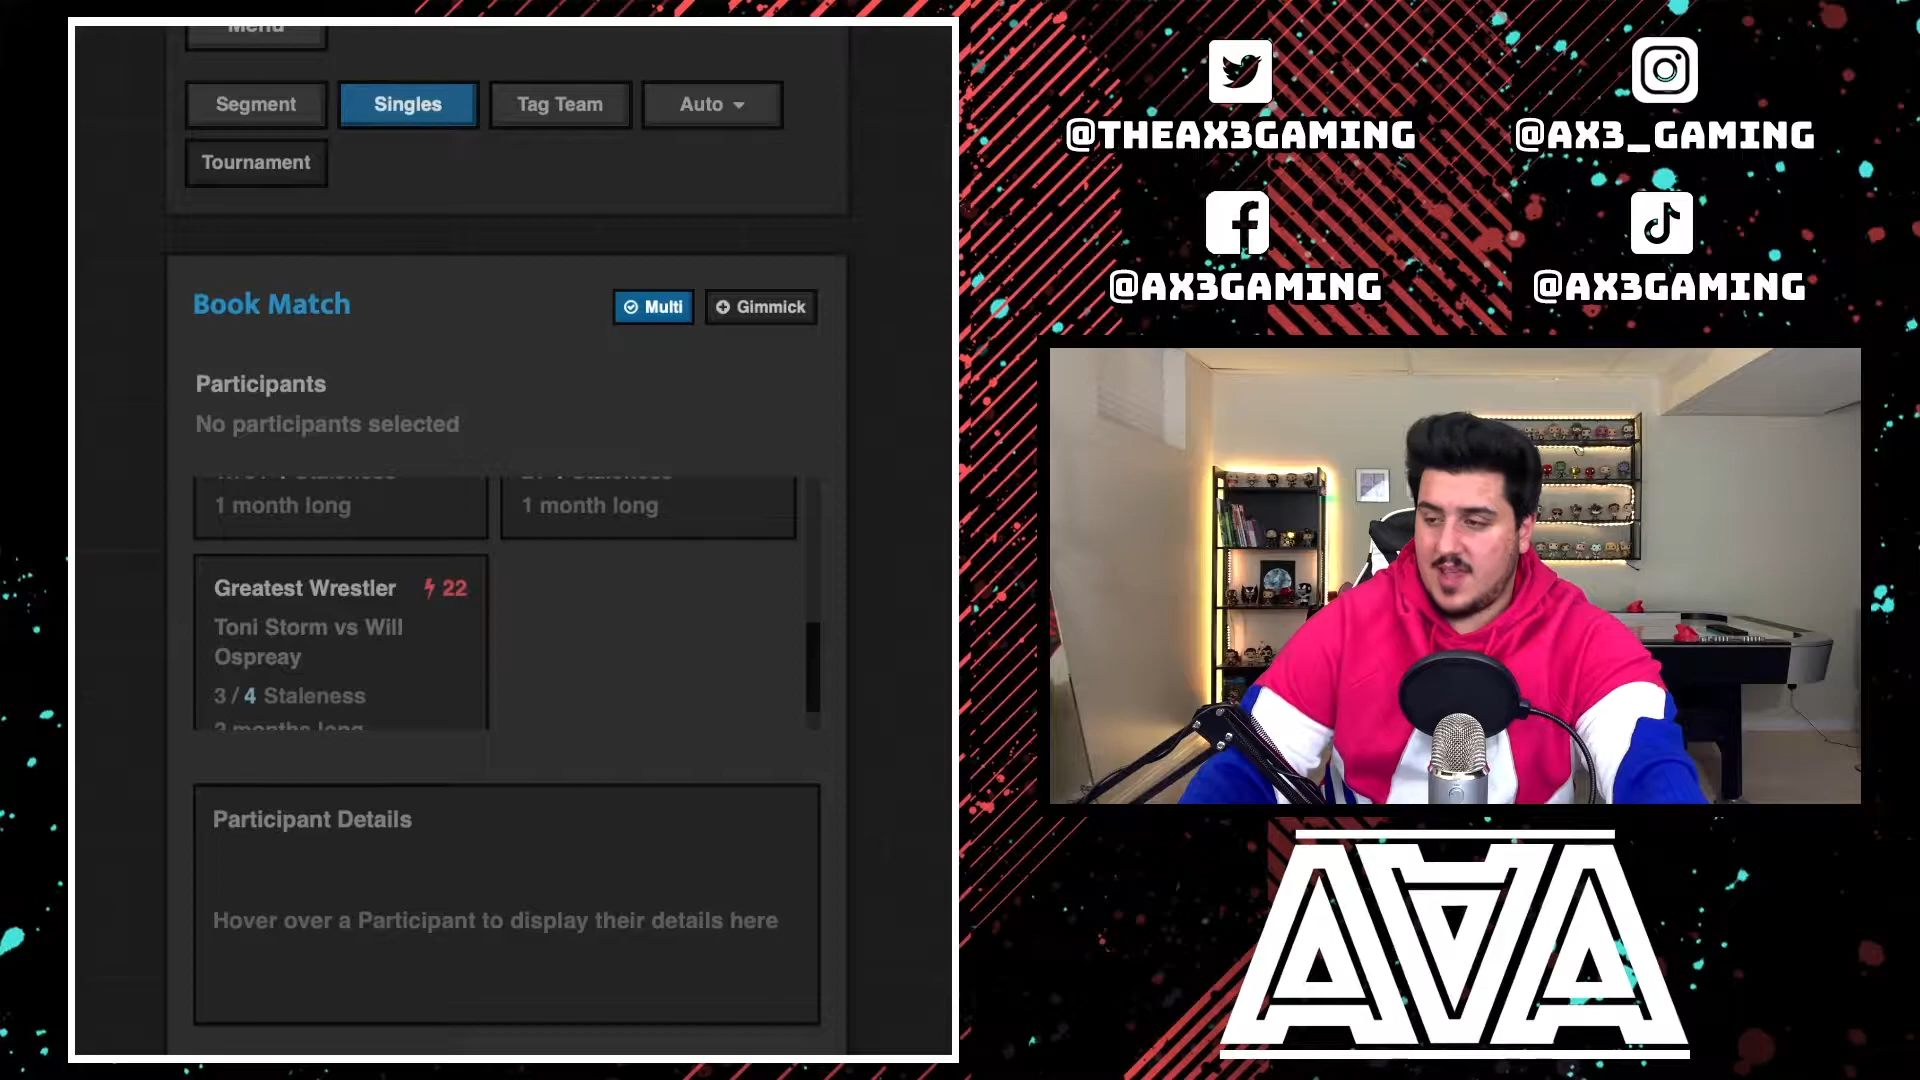 Menu
Segment
Singles
Tag Team
Auto
Tournament
Book Match
Multi
Gimmick
Participants
No participants selected
1 month long
1 month long
Greatest Wrestler
22
Toni Storm vs Will
Ospreay
3 / 4 Staleness
Participant Details
Hover over a Participant to display their details here
@THEAX3GAMING
@AX3_GAMING
@AX3GAMING
@AX3GAMING